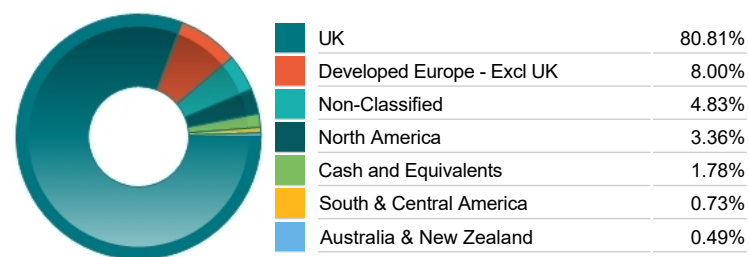 UK 80.81%
Developed Europe - Excl UK 8.00%
Non-Classified 4.83%
North America 3.36%
Cash and Equivalents 1.78%
South & Central America 0.73%
Australia & New Zealand 0.49%